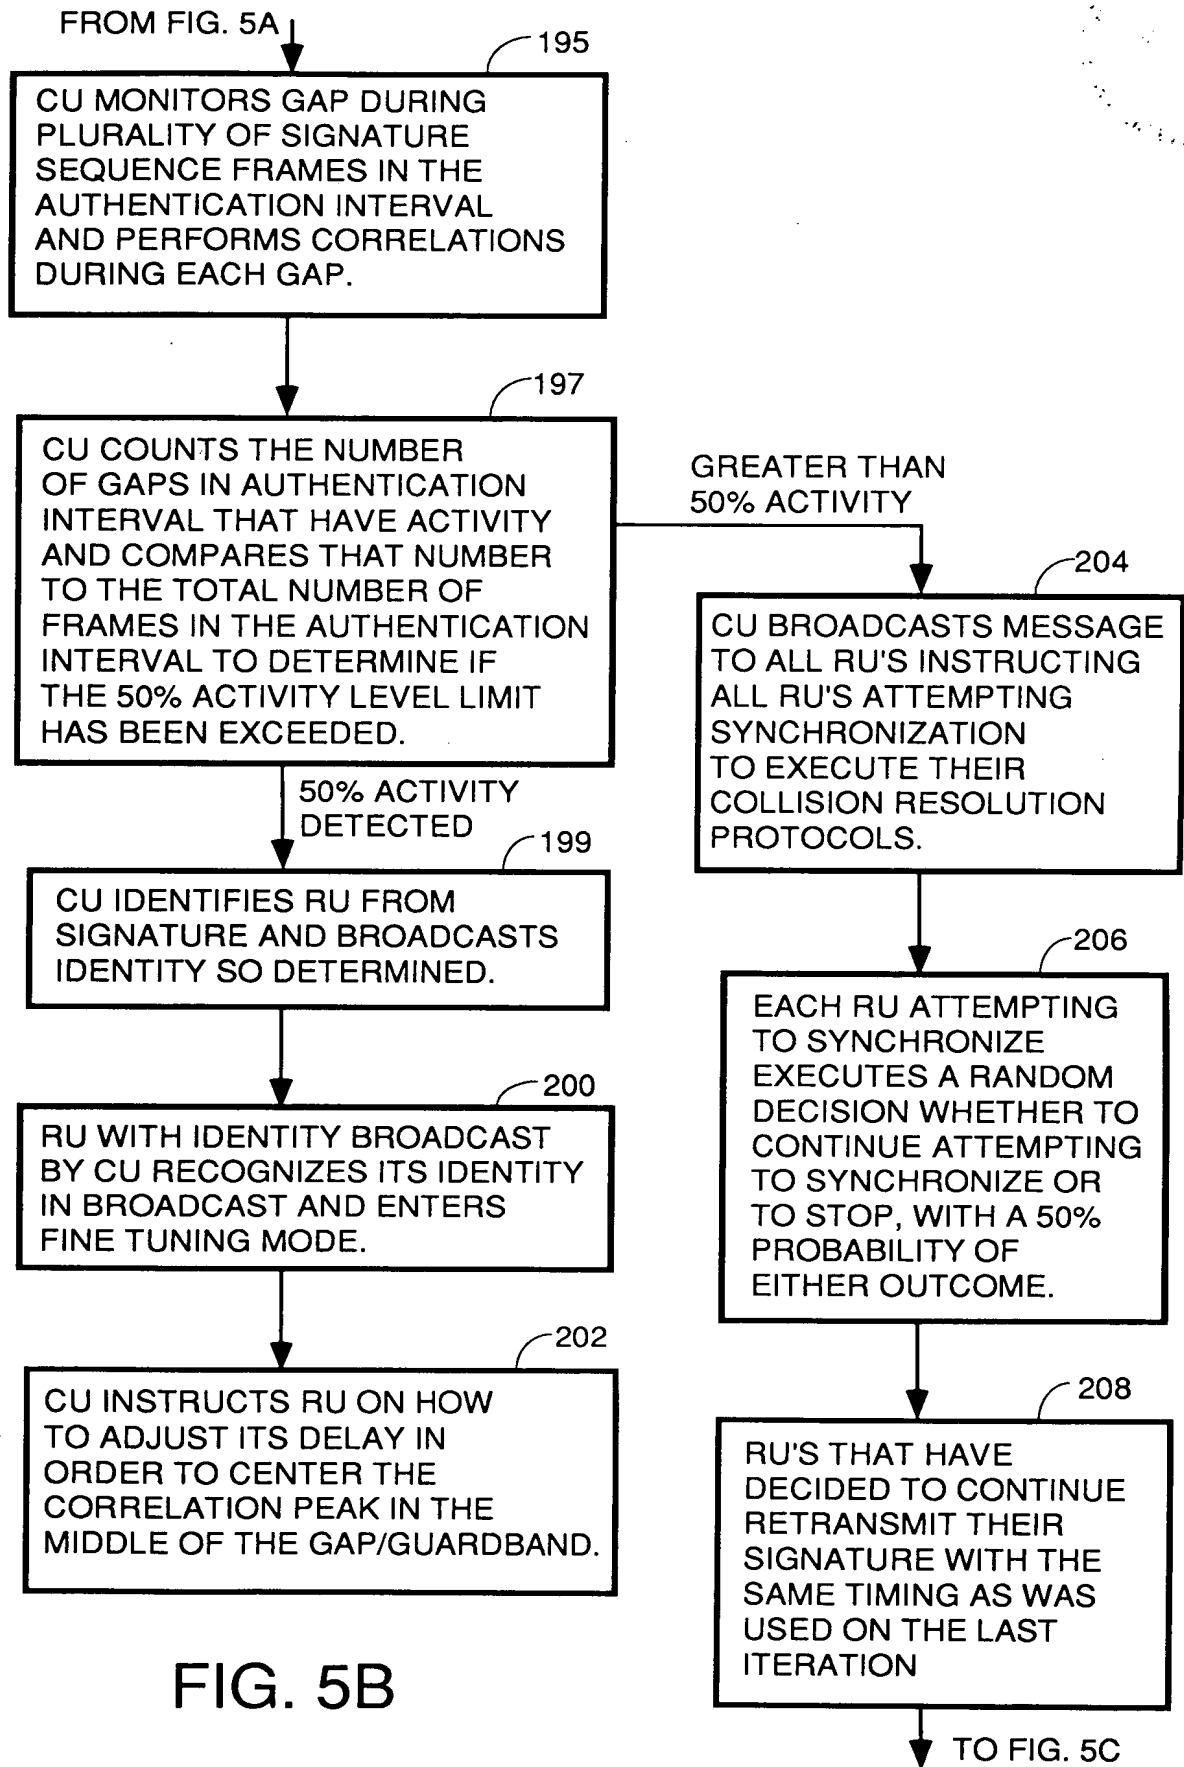 FROM FIG. 5A
195
CU MONITORS GAP DURING
PLURALITY OF SIGNATURE
SEQUENCE FRAMES IN THE
AUTHENTICATION INTERVAL
AND PERFORMS CORRELATIONS
DURING EACH GAP.
197
CU COUNTS THE NUMBER
OF GAPS IN AUTHENTICATION
INTERVAL THAT HAVE ACTIVITY
AND COMPARES THAT NUMBER
TO THE TOTAL NUMBER OF
FRAMES IN THE AUTHENTICATION
INTERVAL TO DETERMINE IF
THE 50% ACTIVITY LEVEL LIMIT
HAS BEEN EXCEEDED.
50% ACTIVITY
DETECTED
199
CU IDENTIFIES RU FROM
SIGNATURE AND BROADCASTS
IDENTITY SO DETERMINED.
200
RU WITH IDENTITY BROADCAST
BY CU RECOGNIZES ITS IDENTITY
IN BROADCAST AND ENTERS
FINE TUNING MODE.
202
CU INSTRUCTS RU ON HOW
TO ADJUST ITS DELAY IN
ORDER TO CENTER THE
CORRELATION PEAK IN THE
MIDDLE OF THE GAP/GUARDBAND.
GREATER THAN
50% ACTIVITY
204
CU BROADCASTS MESSAGE
TO ALL RU'S INSTRUCTING
ALL RU'S ATTEMPTING
SYNCHRONIZATION
TO EXECUTE THEIR
COLLISION RESOLUTION
PROTOCOLS.
206
EACH RU ATTEMPTING
TO SYNCHRONIZE
EXECUTES A RANDOM
DECISION WHETHER TO
CONTINUE ATTEMPTING
TO SYNCHRONIZE OR
TO STOP, WITH A 50%
PROBABILITY OF
EITHER OUTCOME.
208
RU'S THAT HAVE
DECIDED TO CONTINUE
RETRANSMIT THEIR
SIGNATURE WITH THE
SAME TIMING AS WAS
USED ON THE LAST
ITERATION
TO FIG. 5C
FIG. 5B